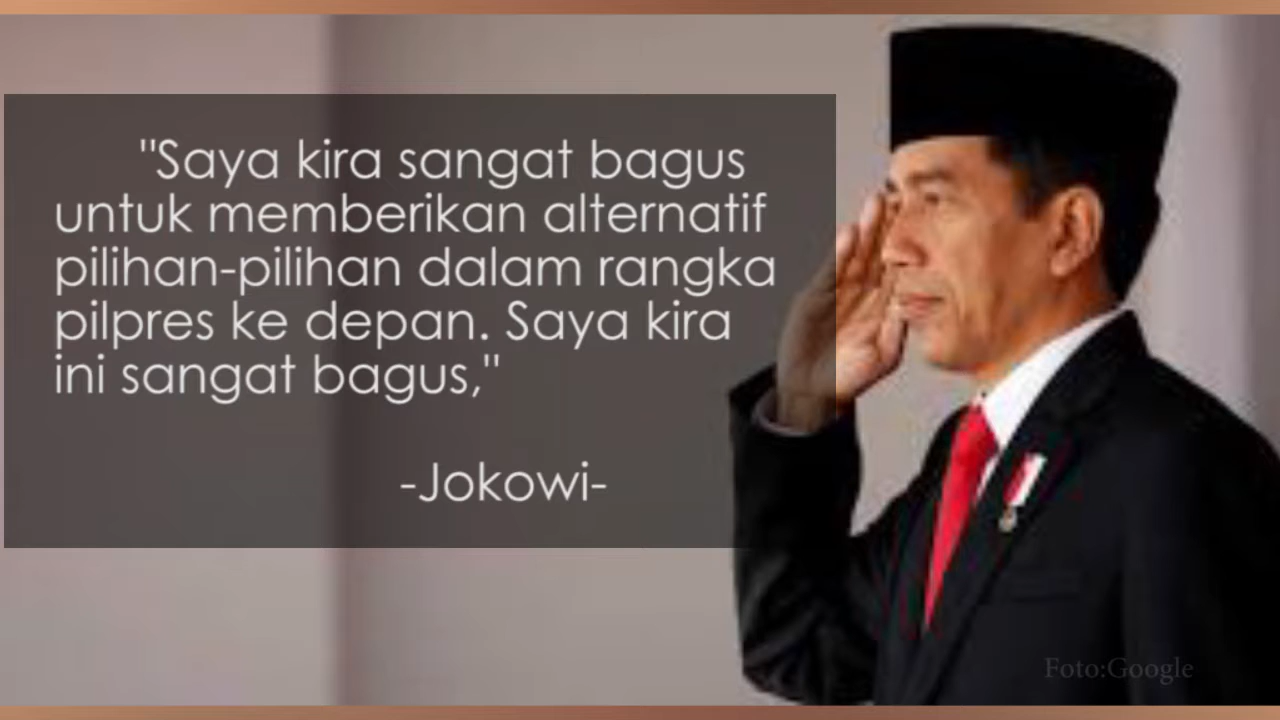 "Saya kira sangat bagus
untuk memberikan alternatif
pilihan-pilihan dalam rangka
pilpres ke depan. Saya kira
ini sangat bagus,"
-Jokowi-
Foto:Google